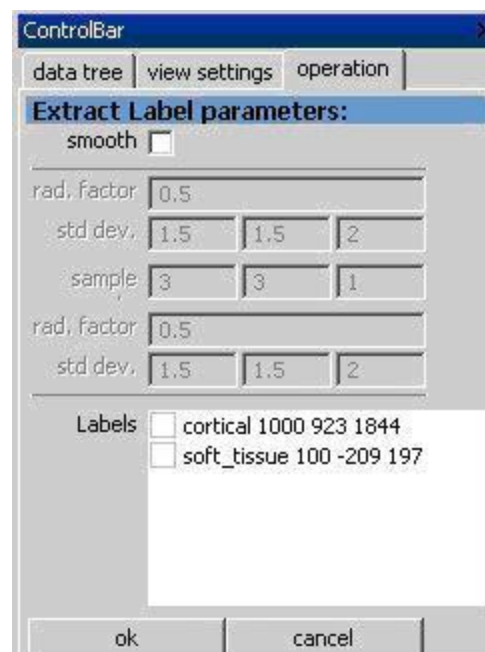 ControlBar
data tree view settings operation
Extract Label parameters:
smooth
rad. factor 0.5
std dev. 1.5 1.5 2
sample 3 3 1
rad. factor 0.5
std dev. 1.5 1.5 2
Labels cortical 1000 923 1844
soft_tissue 100 -209 197
ok cancel